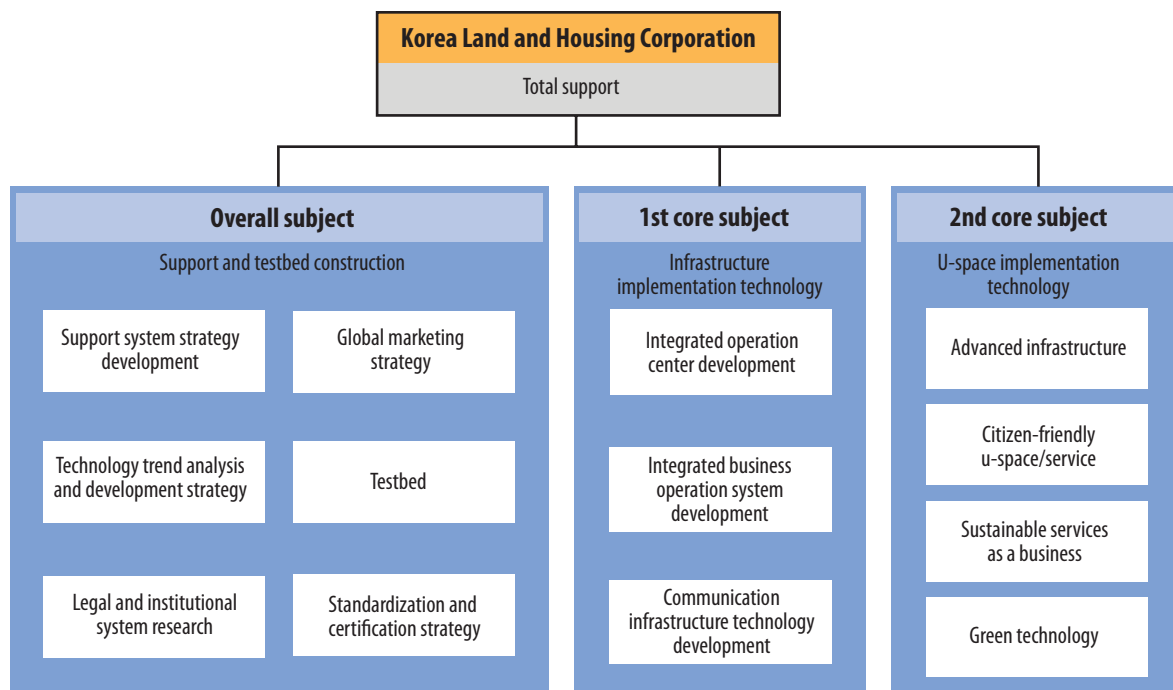 Korea Land and Housing Corporation
Total support
Overall subject
Support and testbed construction
Support system strategy
development
Global marketing
strategy
Technology trend analysis
and development strategy
Testbed
Legal and institutional
system research
Standardization and
certification strategy
1st core subject
Infrastructure
implementation technology
Integrated operation
center development
Integrated business
operation system
development
Communication
infrastructure technology
development
2nd core subject
U-space implementation
technology
Advanced infrastructure
Citizen-friendly
u-space/service
Sustainable services
as a business
Green technology